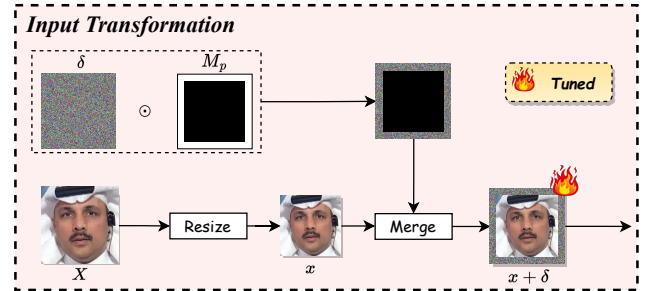 Input Transformation
δ
M_p
⊙
Tuned
Resize
Merge
X
x
x + δ